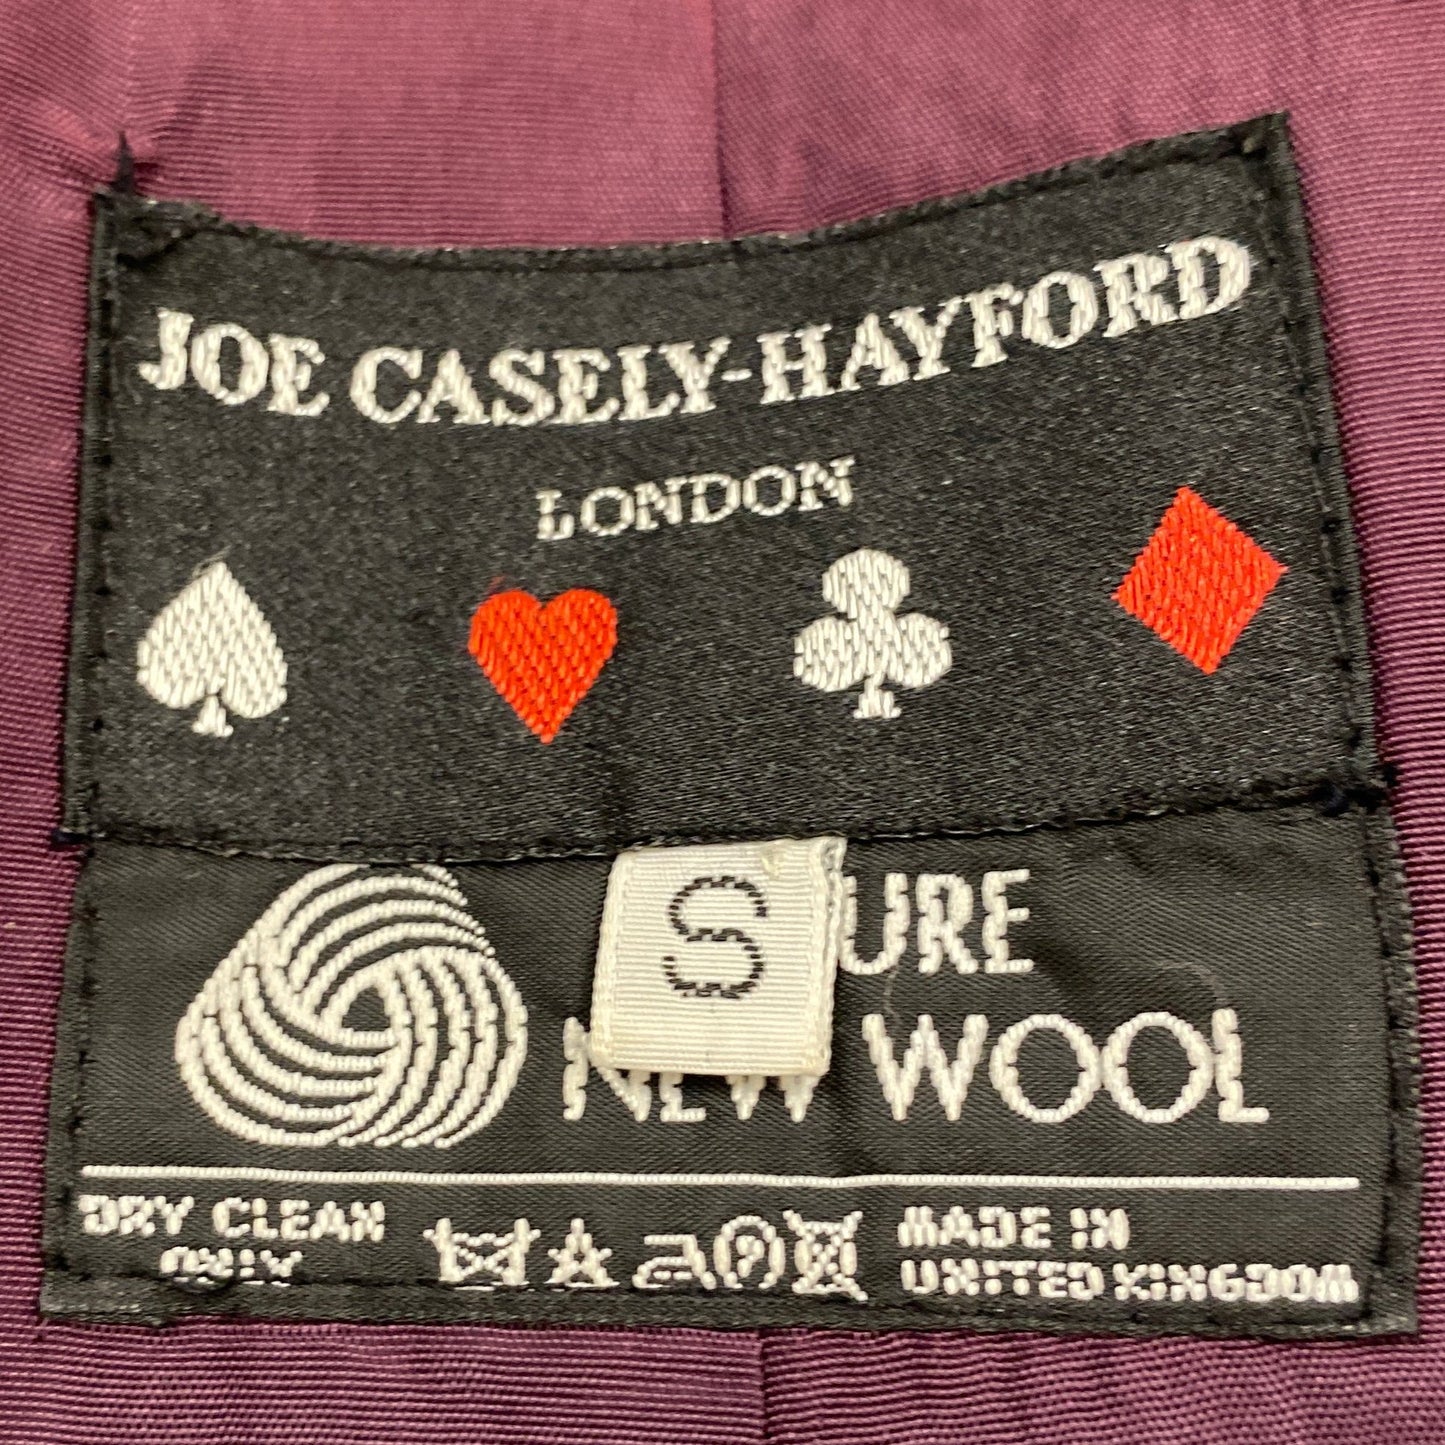 JOE CASELY-HAYFORD
LONDON
S
URE
NEW WOOL
DRY CLEAN
ONLY
P
MADE IN
UNITED KINGDOM